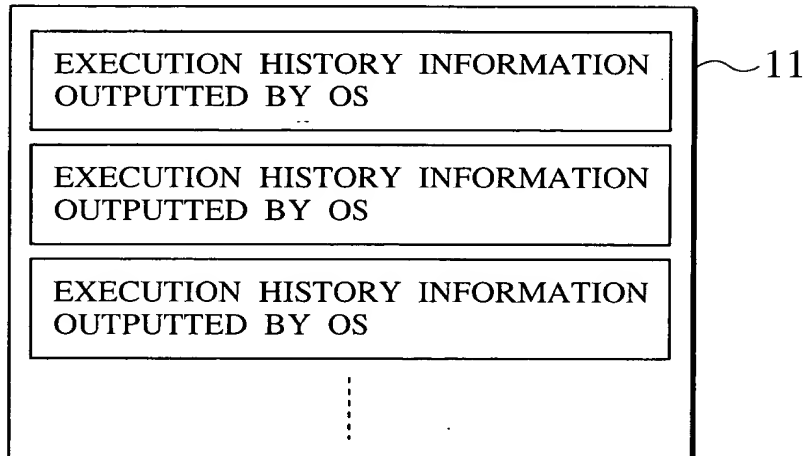 EXECUTION HISTORY INFORMATION
OUTPUTTED BY OS
11
EXECUTION HISTORY INFORMATION
OUTPUTTED BY OS
EXECUTION HISTORY INFORMATION
OUTPUTTED BY OS